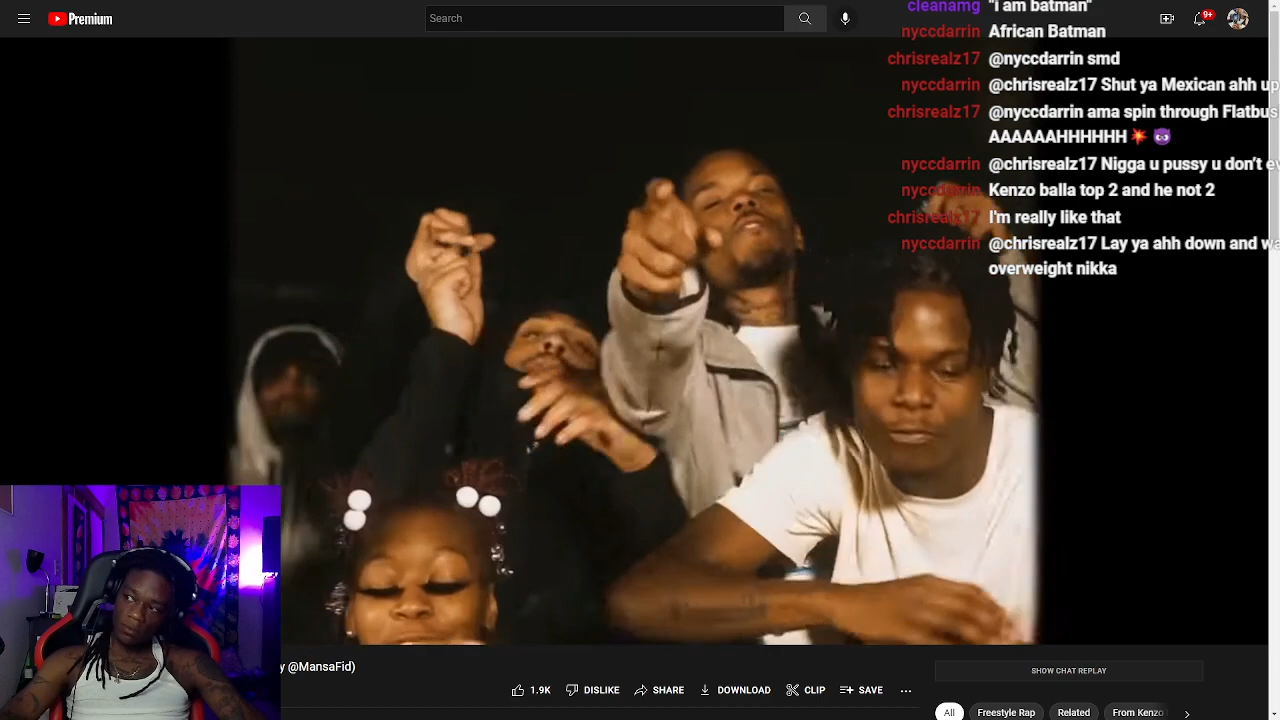 Premium
Search
9+
cleanamg "i am batman"
nyccdarrin African Batman
chrisrealz17 @nyccdarrin smd
nyccdarrin @chrisrealz17 Shut ya Mexican ahh up
chrisrealz17 @nyccdarrin ama spin through Flatbus
AAAAAAHHHHHH💥 😈
nyccdarrin @chrisrealz17 Nigga u pussy u don't ev
nyccdarrin Kenzo balla top 2 and he not 2
chrisrealz17 I'm really like that
nyccdarrin @chrisrealz17 Lay ya ahh down and wa
overweight nikka
y @MansaFid)
1.9K DISLIKE SHARE DOWNLOAD CLIP SAVE ...
SHOW CHAT REPLAY
All Freestyle Rap Related From Kenzo